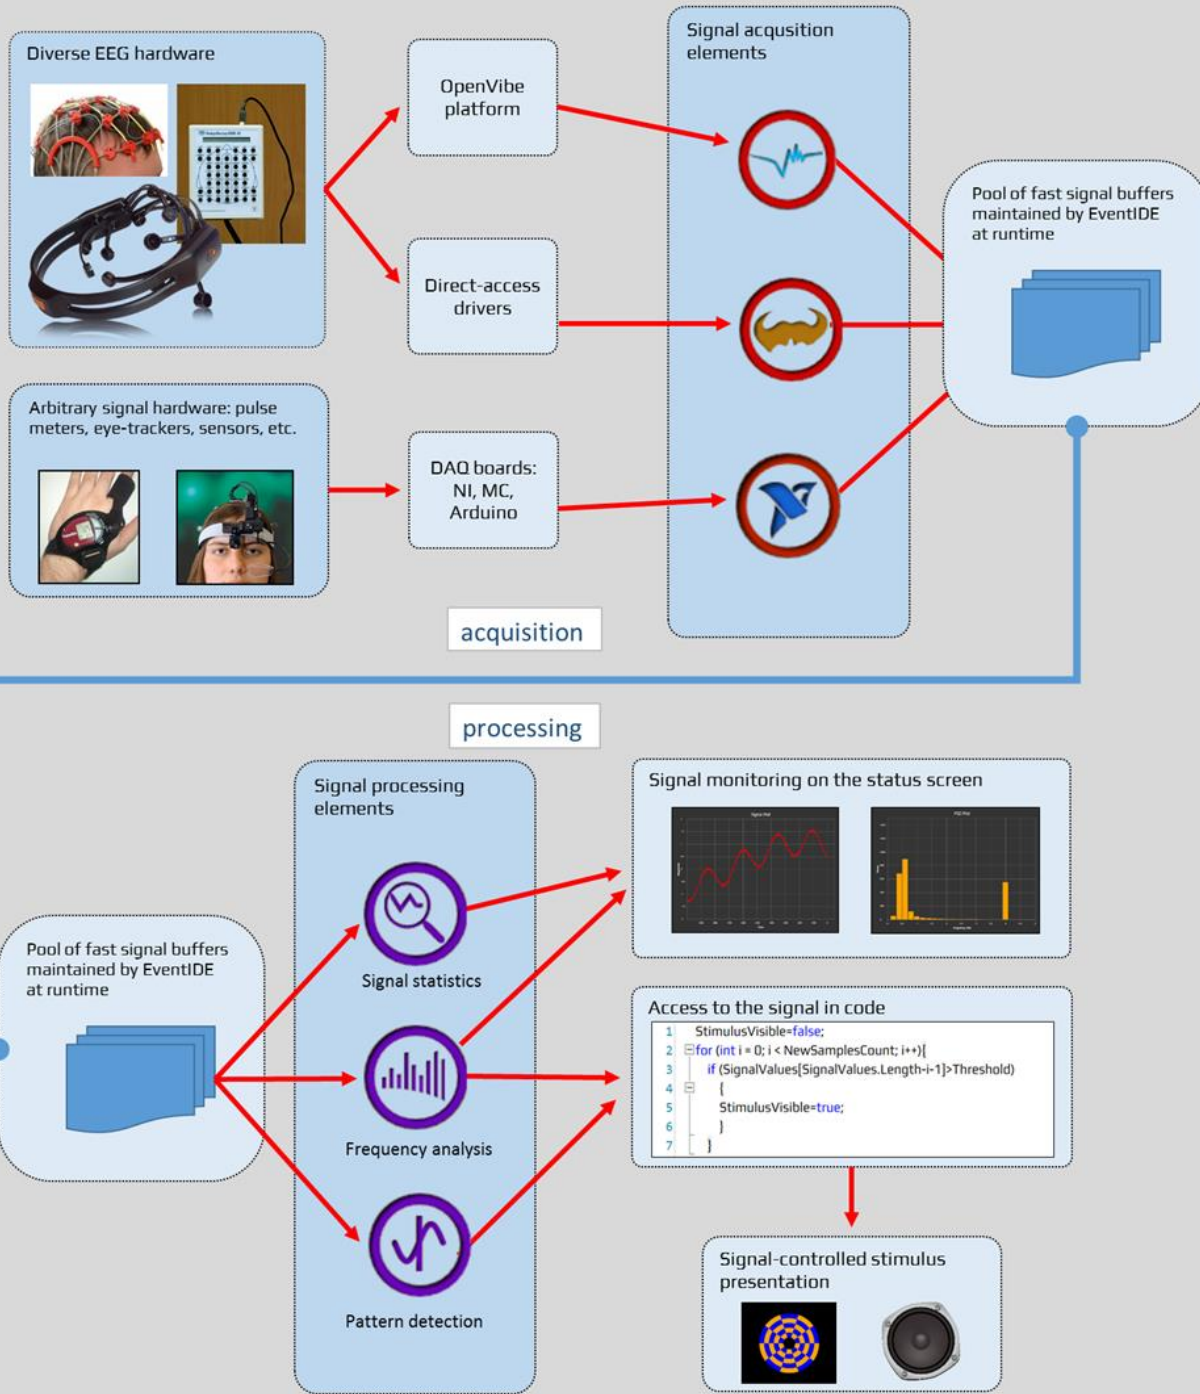 Diverse EEG hardware
OpenVibe
platform
Signal acqusition
elements
Pool of fast signal buffers
maintained by EventIDE
at runtime
Direct-access
drivers
Arbitrary signal hardware: pulse
meters, eye-trackers, sensors, etc.
DAQ boards:
NI, MC,
Arduino
acquisition
processing
Signal processing
elements
Signal monitoring on the status screen
Signal statistics
Pool of fast signal buffers
maintained by EventIDE
at runtime
Access to the signal in code
1 StimulusVisible=false;
2 for (int i = 0; i < NewSamplesCount; i++){
3 if (SignalValues[SignalValues.Length-i-1]>Threshold)
4 {
5 StimulusVisible=true;
6 }
7 }
Frequency analysis
Signal-controlled stimulus
presentation
Pattern detection